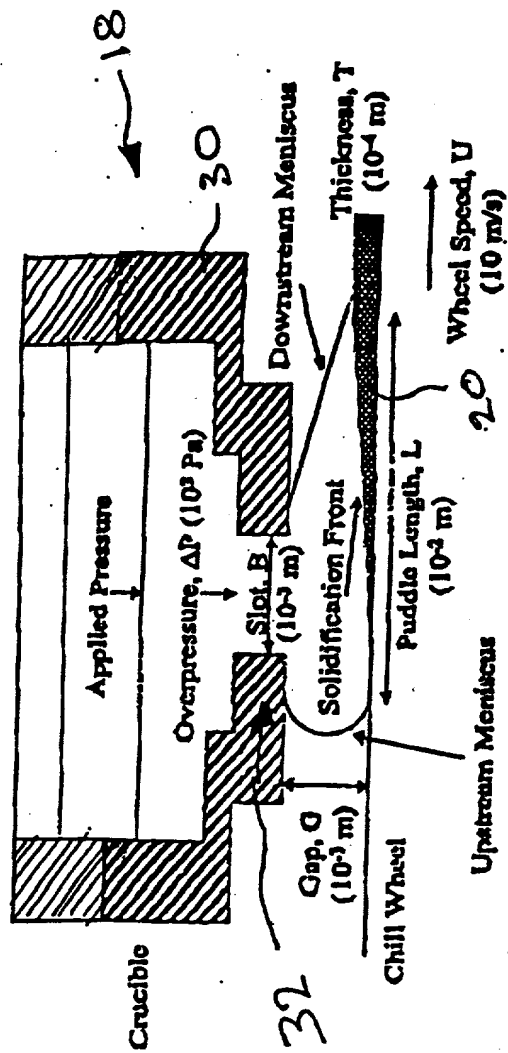 18
Crucible
30
Applied Pressure
Overpressure, ΔP (10³ Pa)
Slot, B
(10⁻³ m)
32
Gap, G
(10⁻³ m)
Downstream Meniscus
Solidification Front
Thickness, T
(10⁻⁴ m)
Chill Wheel
Puddle Length, L
(10⁻² m)
20
Wheel Speed, U
(10 m/s)
Upstream Meniscus